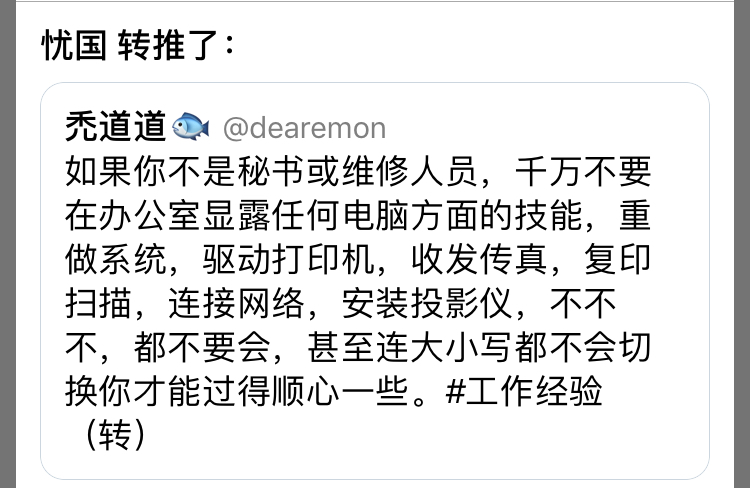 忧国 转推了：
秃道道🐟 @dearemon
如果你不是秘书或维修人员，千万不要
在办公室显露任何电脑方面的技能，重
做系统，驱动打印机，收发传真，复印
扫描，连接网络，安装投影仪，不不
不，都不要会，甚至连大小写都不会切
换你才能过得顺心一些。#工作经验
（转）